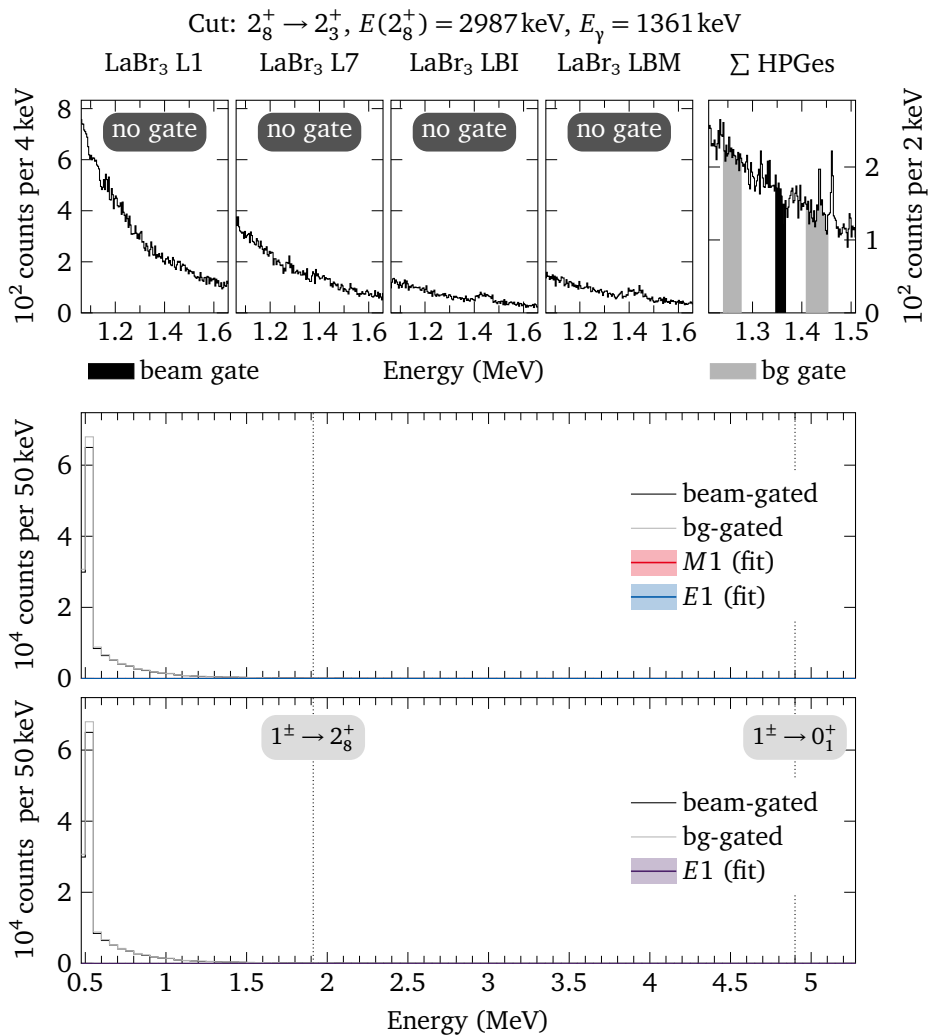 Cut: 2₈⁺ → 2₃⁺, E(2₈⁺) = 2987 keV, Eγ = 1361 keV
LaBr₃ L1 LaBr₃ L7 LaBr₃ LBI LaBr₃ LBM ∑ HPGes
10² counts per 4 keV
8
6
4
2
0
no gate no gate no gate no gate
2
1
0
10² counts per 2 keV
1.2 1.4 1.6 1.2 1.4 1.6 1.2 1.4 1.6 1.2 1.4 1.6 1.3 1.4 1.5
beam gate Energy (MeV) bg gate
10⁴ counts per 50 keV
6
4
2
0
beam-gated
bg-gated
M1 (fit)
E1 (fit)
10⁴ counts per 50 keV
6
4
2
0
1± → 2₈⁺ 1± → 0₁⁺
beam-gated
bg-gated
E1 (fit)
0.5 1 1.5 2 2.5 3 3.5 4 4.5 5
Energy (MeV)